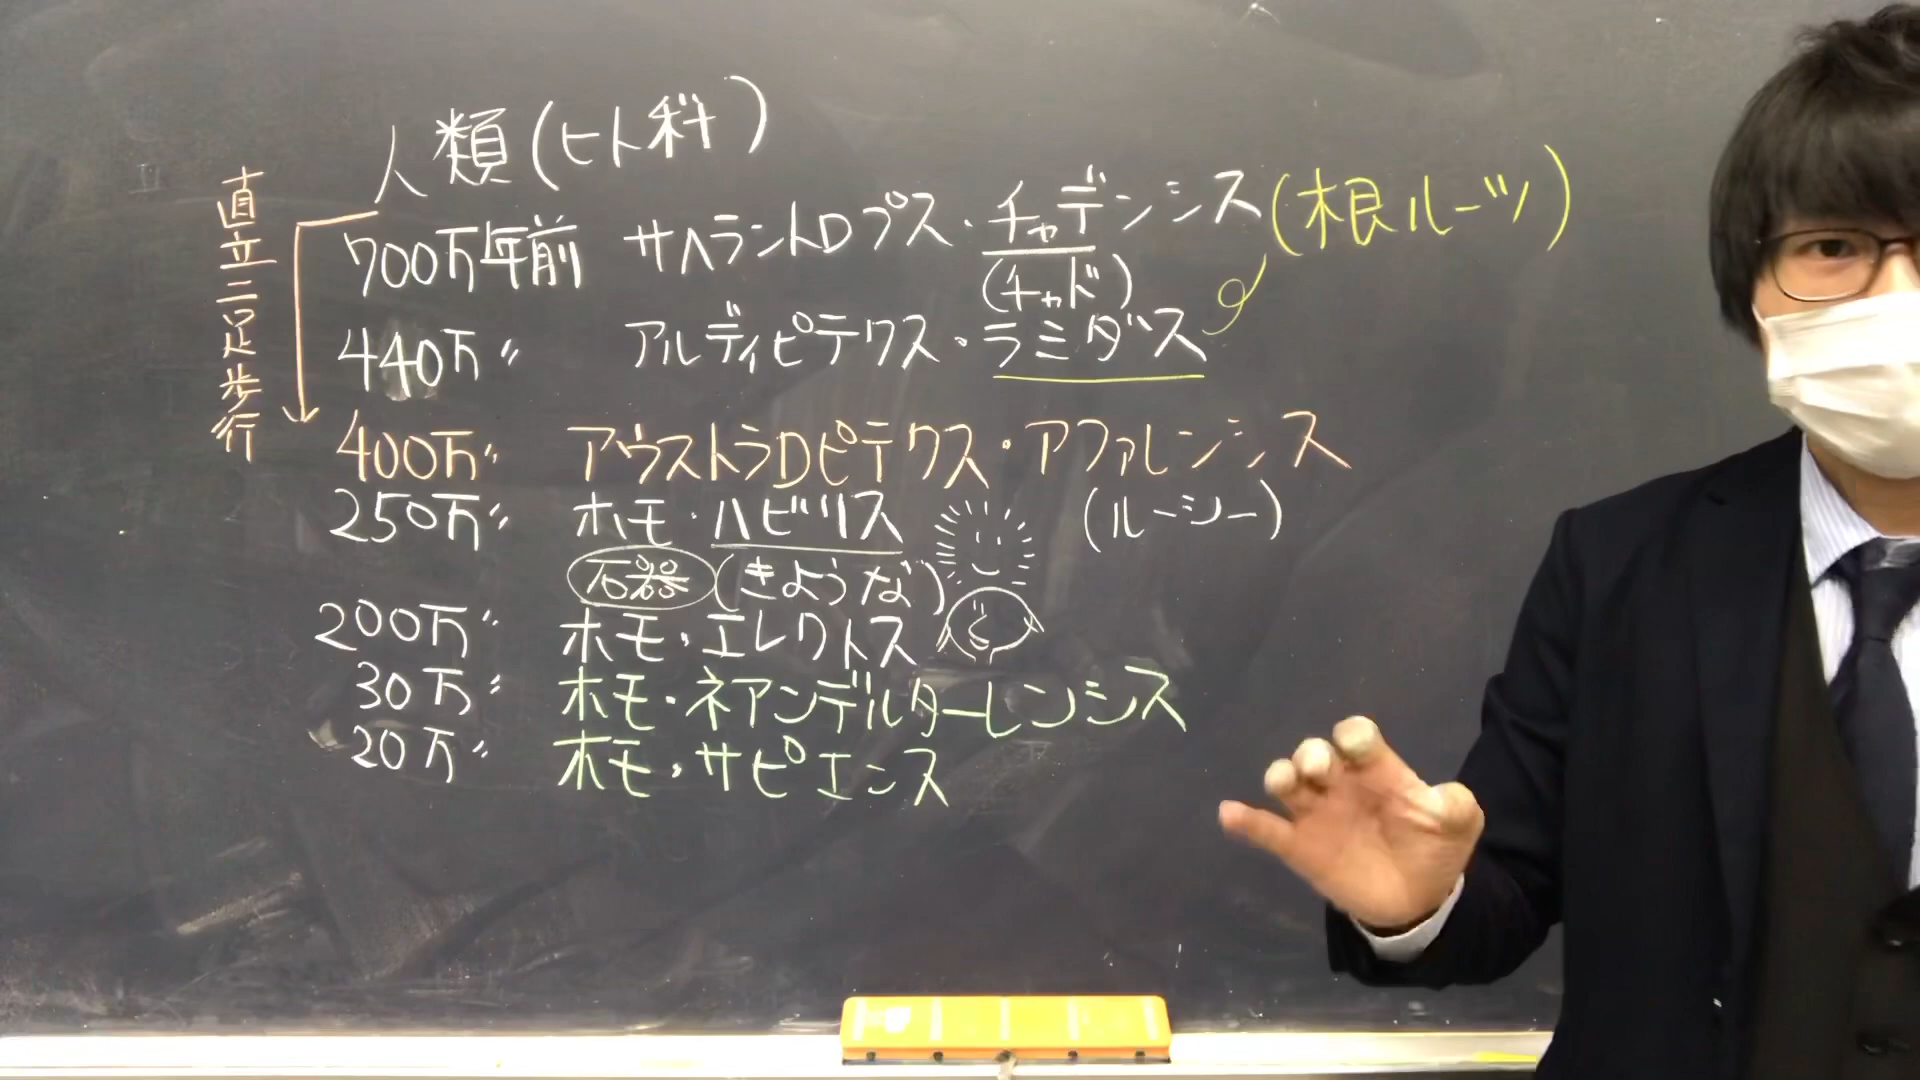 人類(ヒト科)
直立二足歩行
700万年前 サヘラントロプス・チャデンシス(根ルーツ)
(チャド)
440万〃 アルディピテクス・ラミダス
400万〃 アウストラロピテクス・アファレンシス
250万〃 ホモ・ハビリス (ルーシー)
石器(きような)
200万〃 ホモ・エレクトス
30万〃 ホモ・ネアンデルターレンシス
20万〃 ホモ・サピエンス